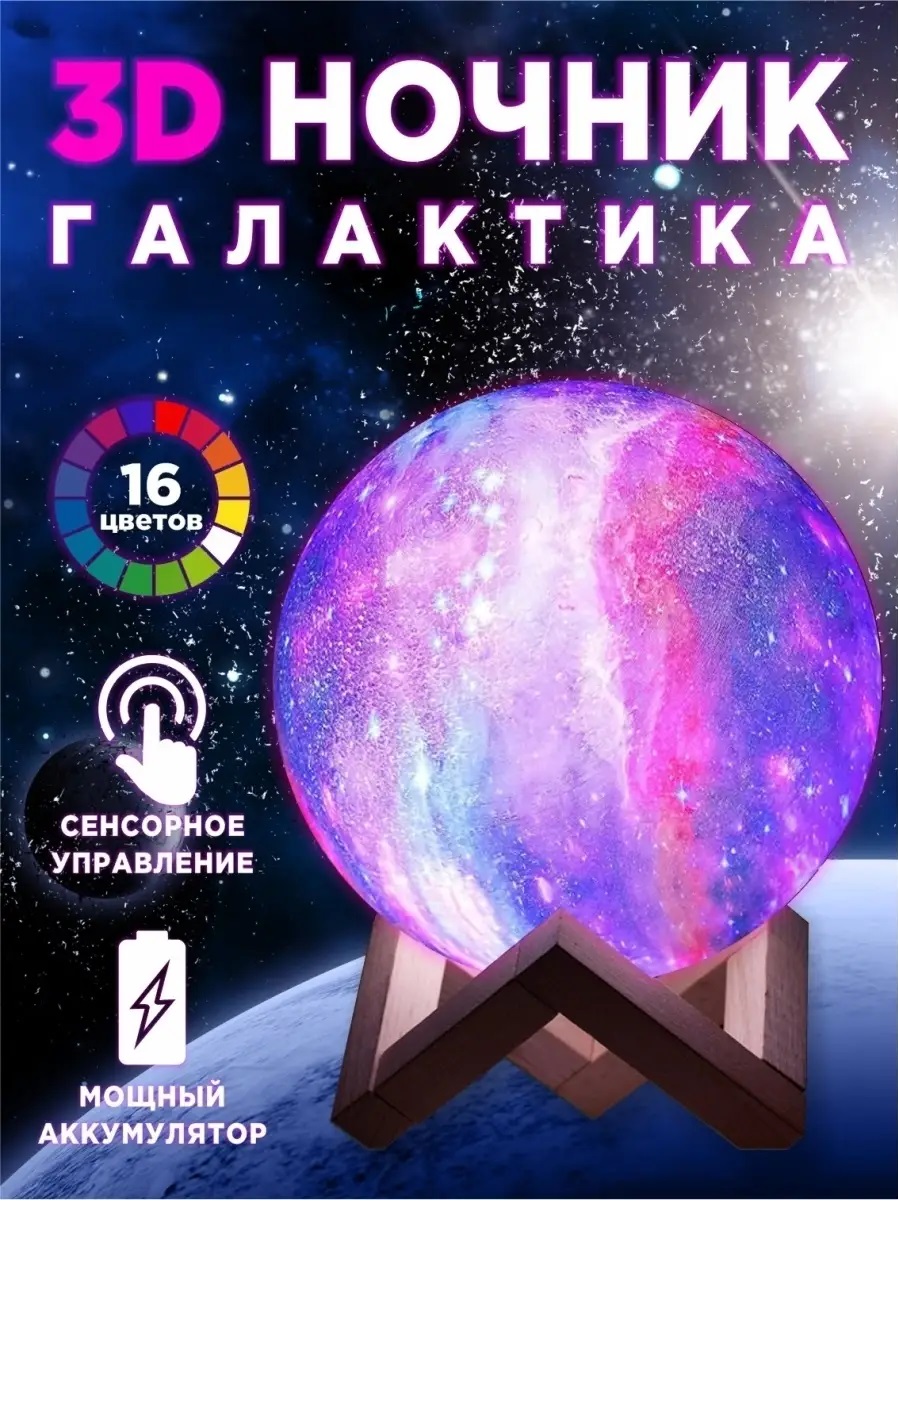 3D НОЧНИК
ГАЛАКТИКА
16
цветов
СЕНСОРНОЕ
УПРАВЛЕНИЕ
МОЩНЫЙ
АККУМУЛЯТОР